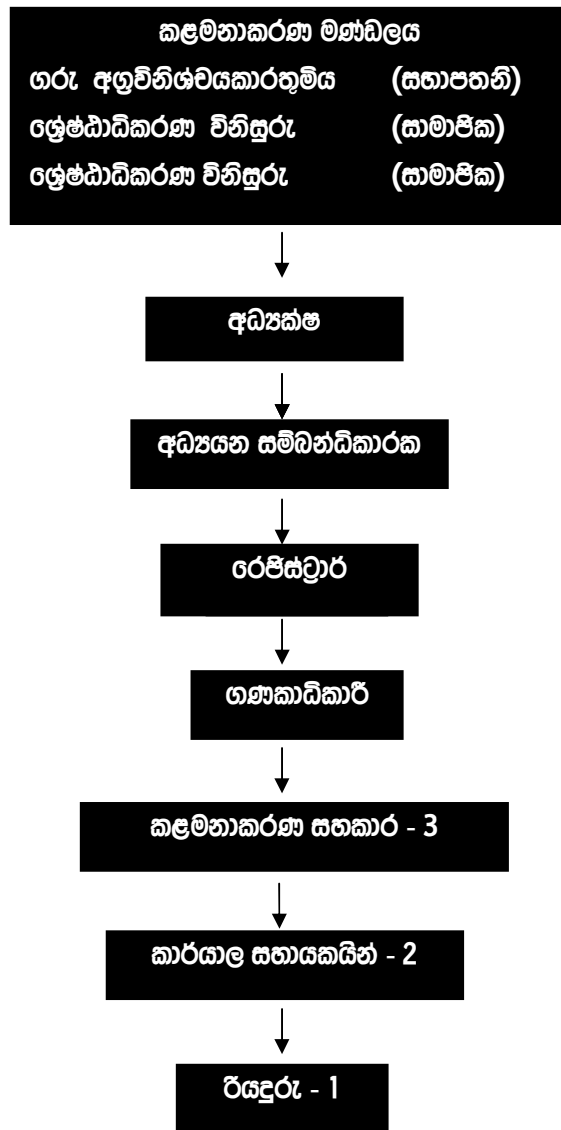 කළමනාකරණ මණ්ඩලය
ගරු අග්‍රවිනිශ්චයකාරතුමිය (සභාපතනි)
ශ්‍රේෂ්ඨාධිකරණ විනිසුරු (සාමාජික)
ශ්‍රේෂ්ඨාධිකරණ විනිසුරු (සාමාජික)
අධ්‍යක්ෂ
අධ්‍යයන සම්බන්ධිකාරක
රෙජිස්ට්‍රාර්
ගණකාධිකාරී
කළමනාකරණ සහකාර - 3
කාර්යාල සහායකයින් - 2
රියදුරු - 1